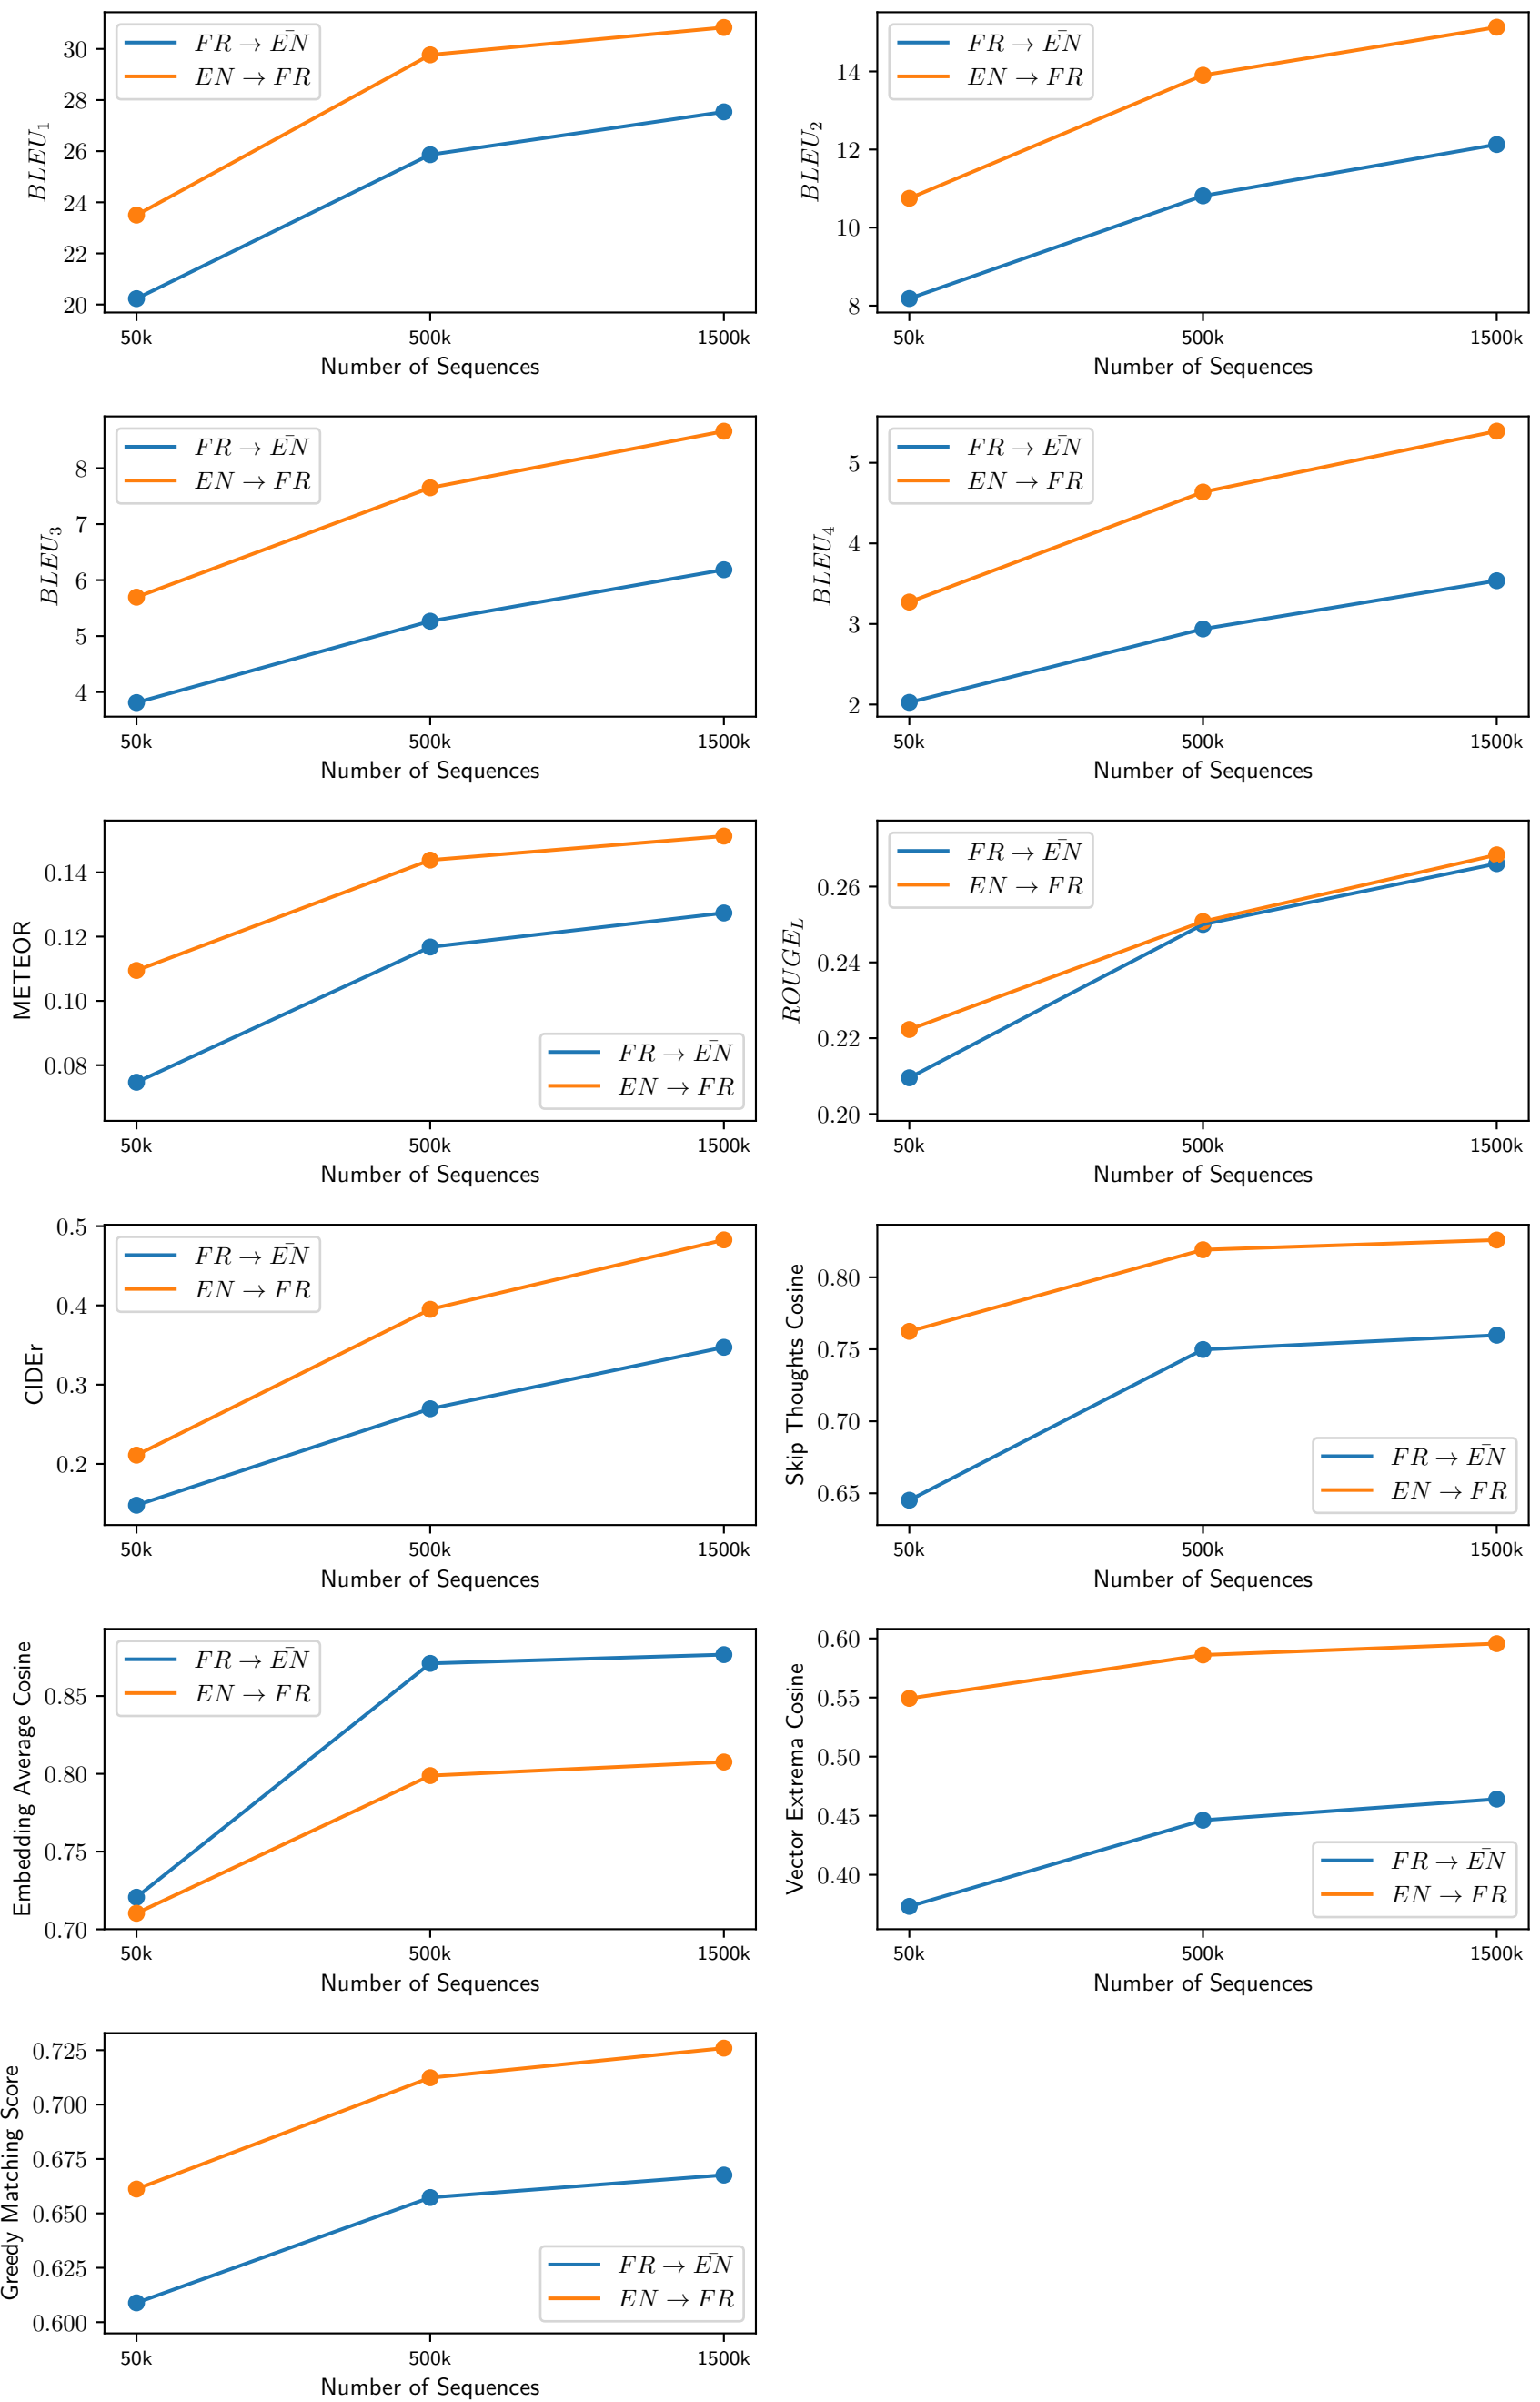 BLEU₁
30
28
26
24
22
20
FR → EN̄
EN → FR
50k 500k 1500k
Number of Sequences
BLEU₂
14
12
10
8
FR → EN̄
EN → FR
50k 500k 1500k
Number of Sequences
BLEU₃
8
7
6
5
4
FR → EN̄
EN → FR
50k 500k 1500k
Number of Sequences
BLEU₄
5
4
3
2
FR → EN̄
EN → FR
50k 500k 1500k
Number of Sequences
METEOR
0.14
0.12
0.10
0.08
FR → EN̄
EN → FR
50k 500k 1500k
Number of Sequences
ROUGE_L
0.26
0.24
0.22
0.20
FR → EN̄
EN → FR
50k 500k 1500k
Number of Sequences
CIDEr
0.5
0.4
0.3
0.2
FR → EN̄
EN → FR
50k 500k 1500k
Number of Sequences
Skip Thoughts Cosine
0.80
0.75
0.70
0.65
FR → EN̄
EN → FR
50k 500k 1500k
Number of Sequences
Embedding Average Cosine
0.85
0.80
0.75
0.70
FR → EN̄
EN → FR
50k 500k 1500k
Number of Sequences
Vector Extrema Cosine
0.60
0.55
0.50
0.45
0.40
FR → EN̄
EN → FR
50k 500k 1500k
Number of Sequences
Greedy Matching Score
0.725
0.700
0.675
0.650
0.625
0.600
FR → EN̄
EN → FR
50k 500k 1500k
Number of Sequences